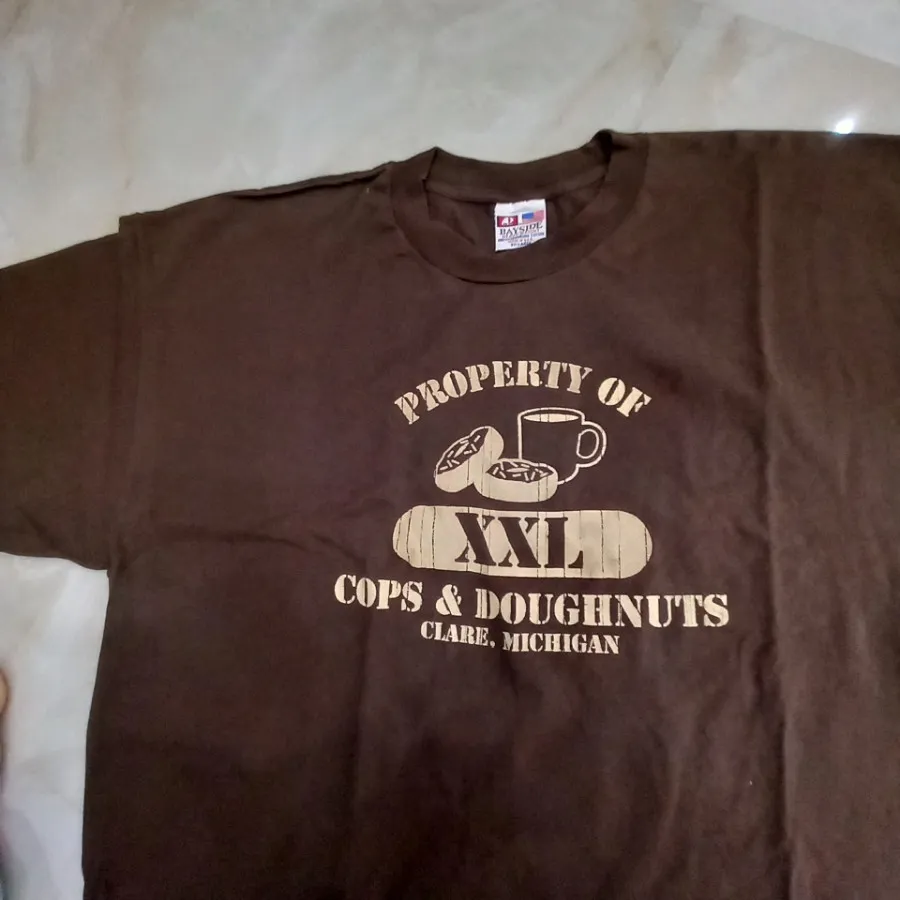 BAYSIDE
PROPERTY OF
XXL
COPS & DOUGHNUTS
CLARE, MICHIGAN